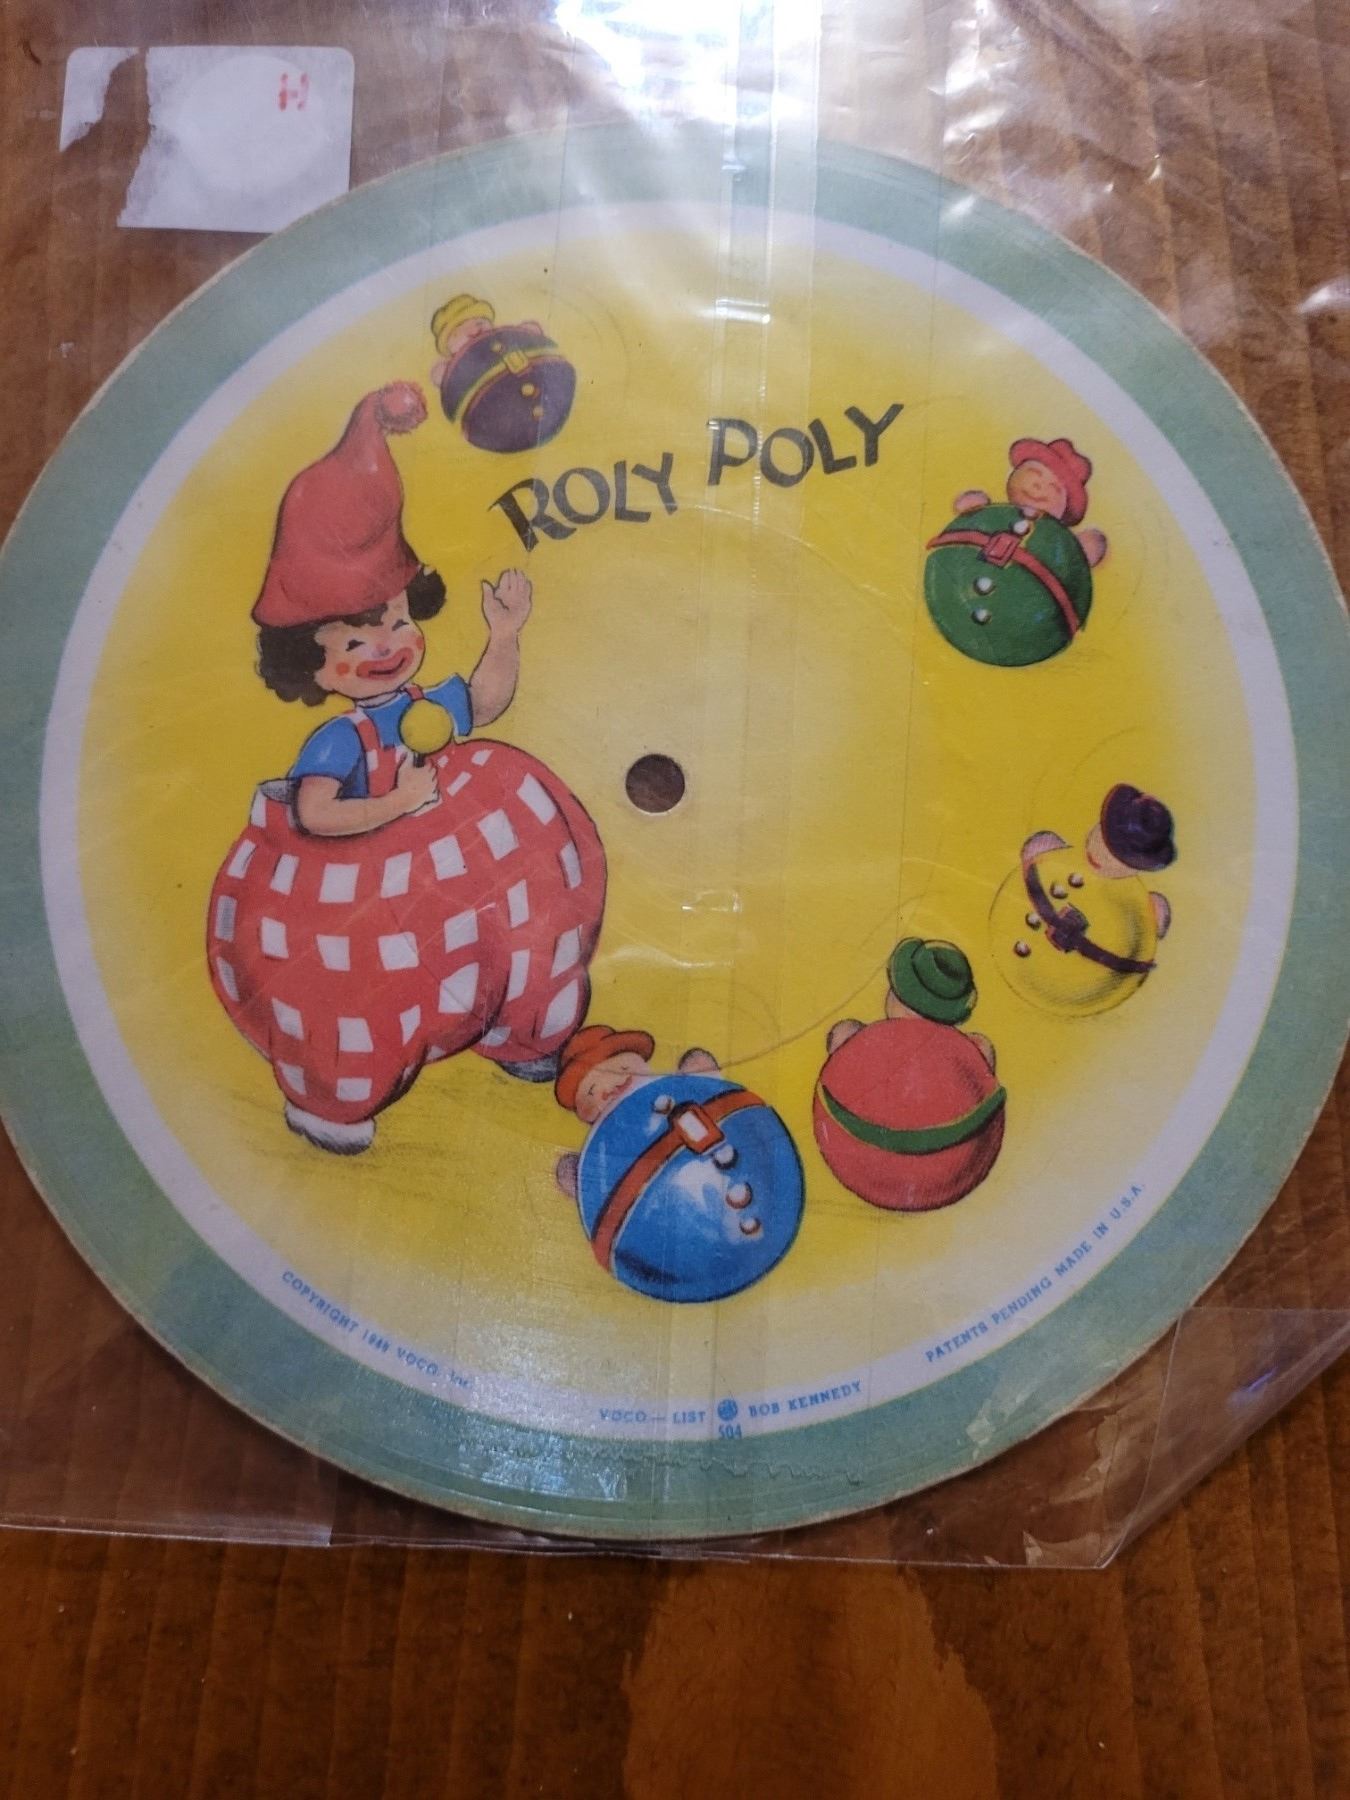 H
ROLY POLY
COPYRIGHT 1948 VOCO, Inc.
VOCO — LIST BOB KENNEDY
504
PATENTS PENDING MADE IN U.S.A.